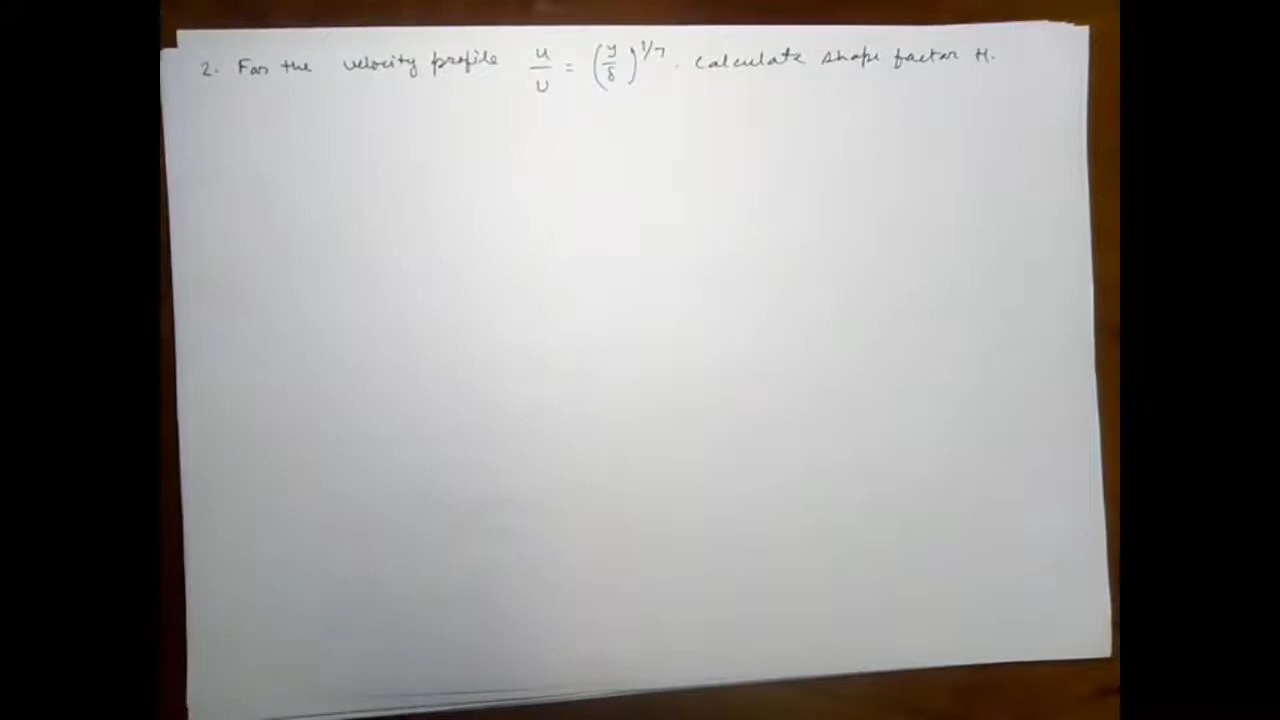 2. For the velocity profile u/U = (y/δ)^1/7. Calculate shape factor H.